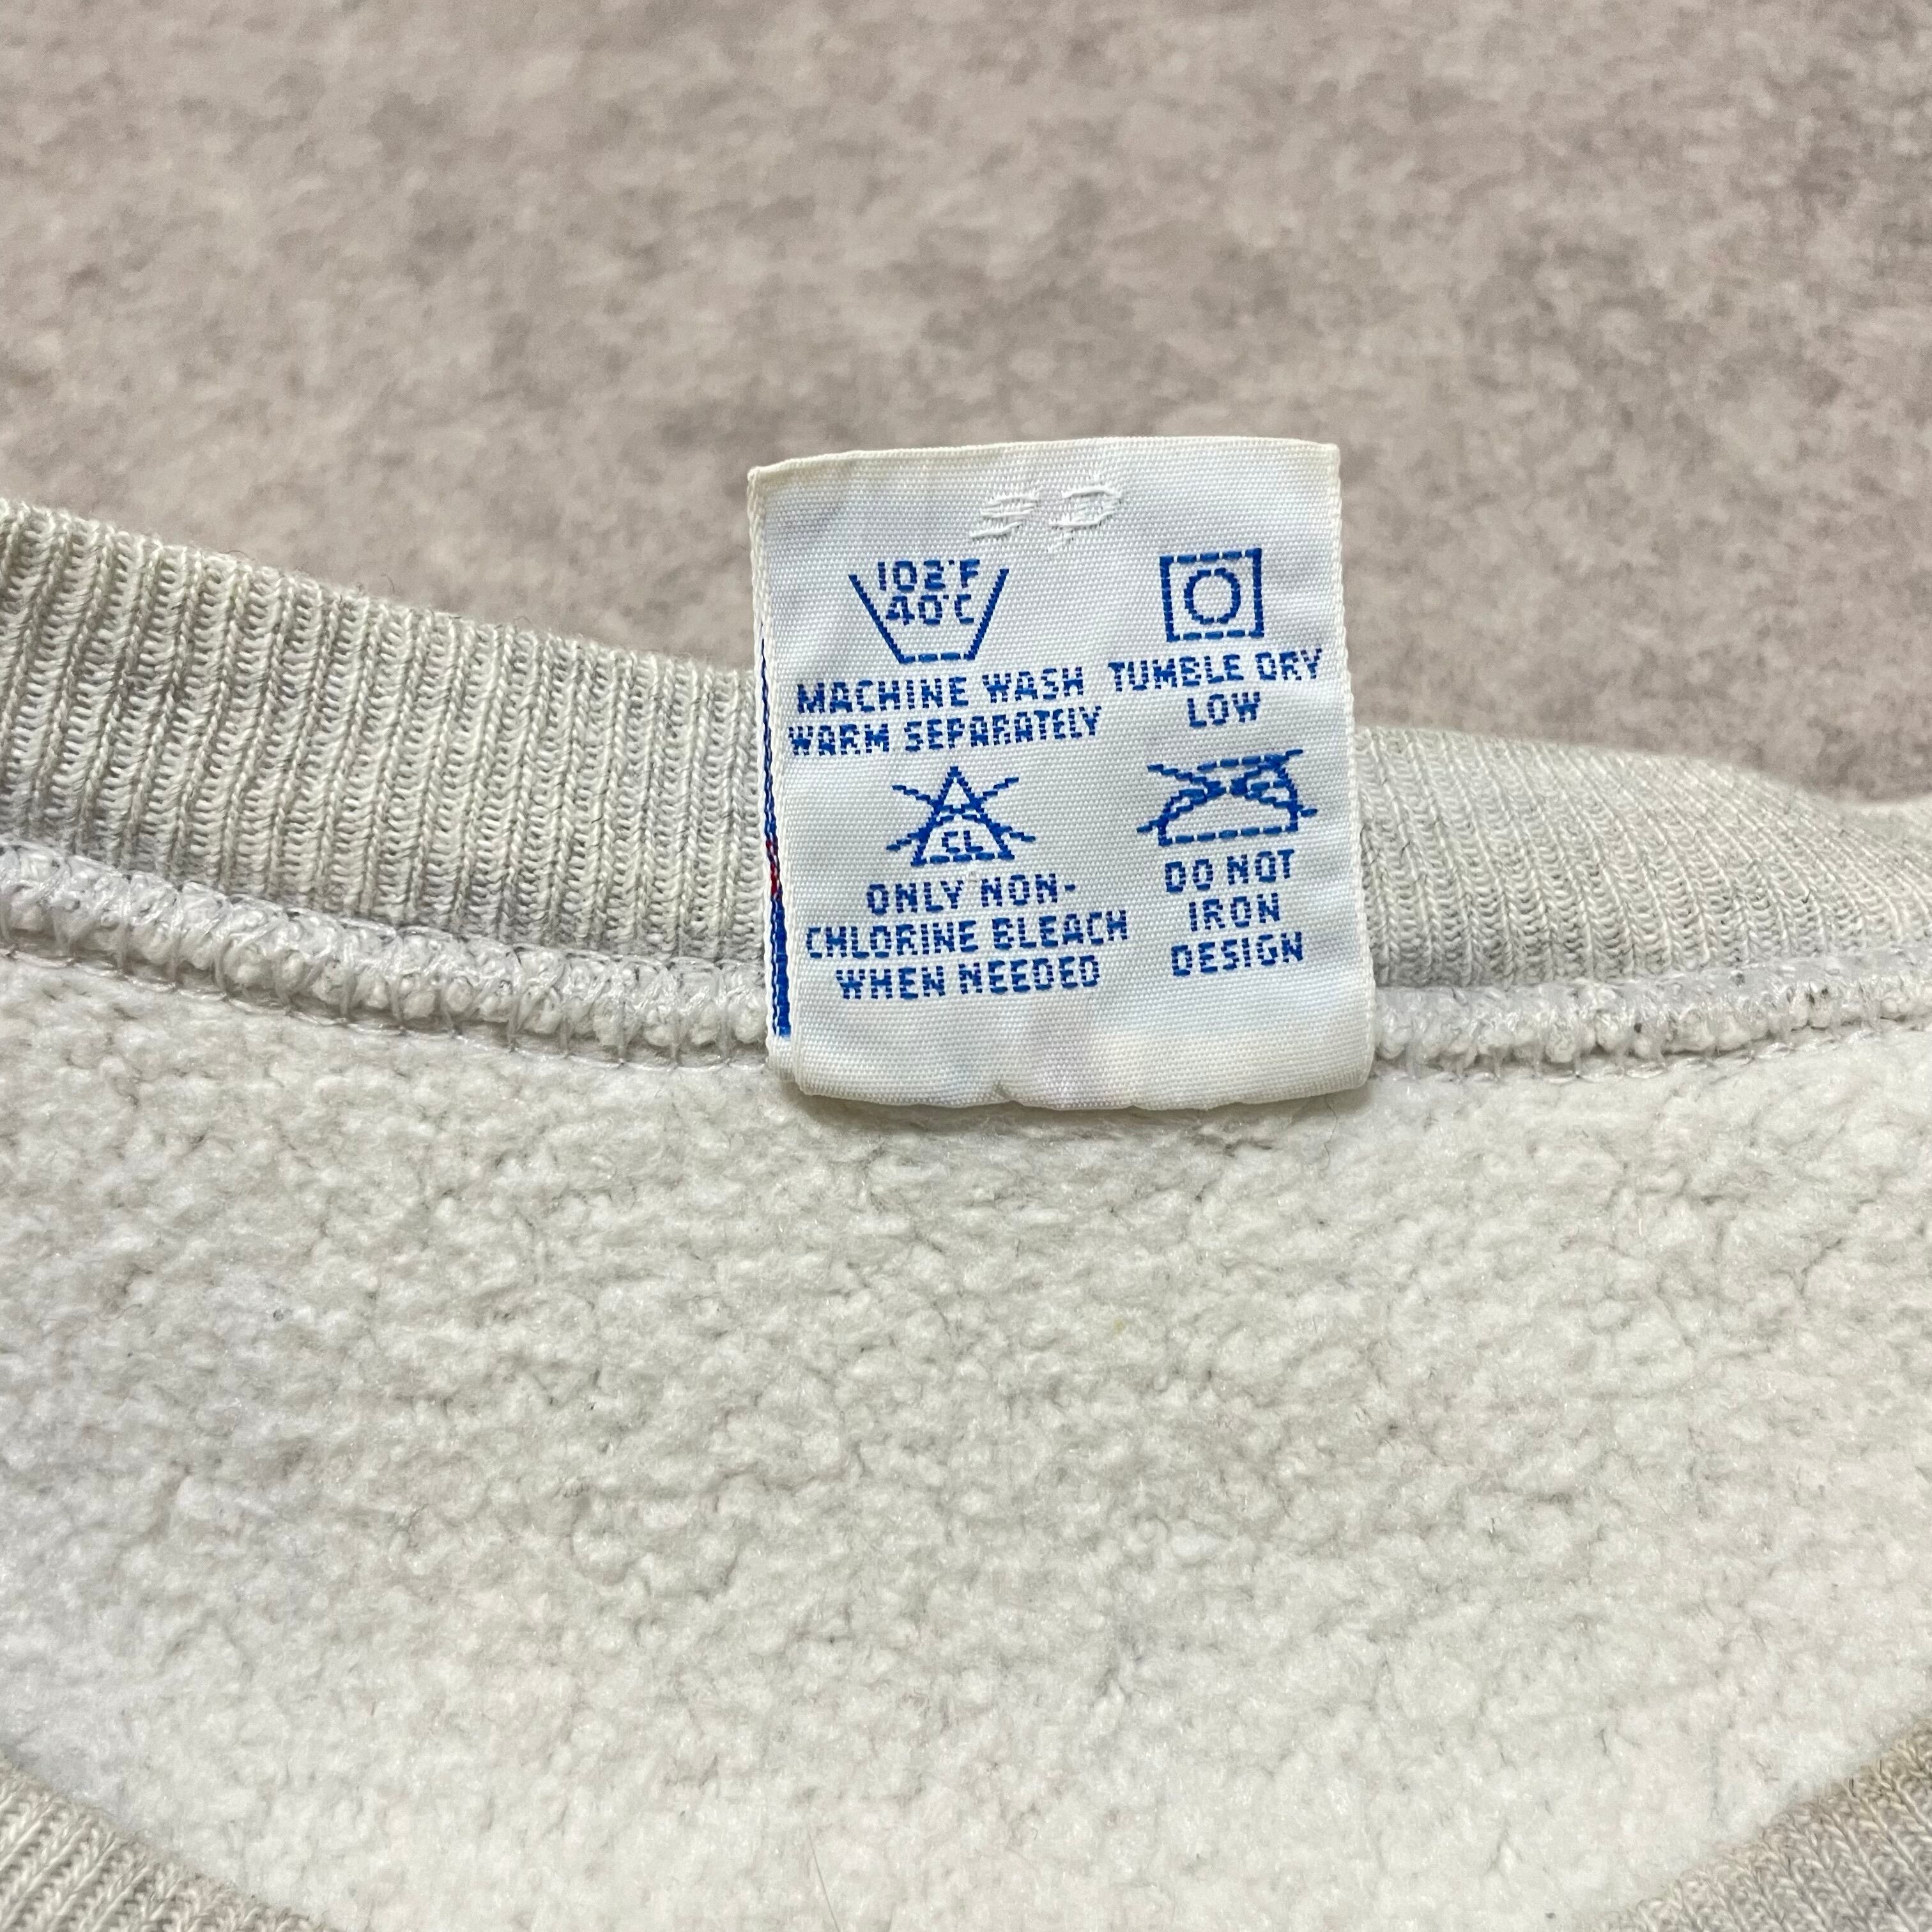 102°F
40°C
MACHINE WASH
WARM SEPARATELY
TUMBLE DRY
LOW
CL
ONLY NON-
CHLORINE BLEACH
WHEN NEEDED
DO NOT
IRON
DESIGN